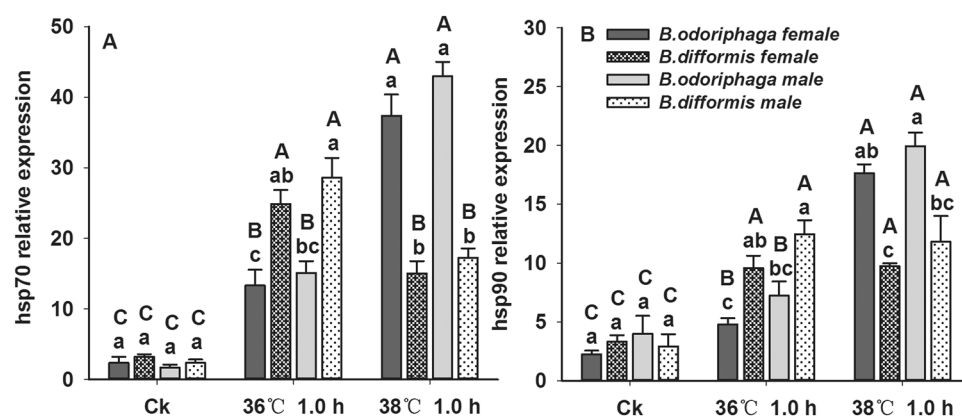 A
hsp70 relative expression
50
40
30
20
10
0
C
a
C
a
C
a
C
a
B
c
A
ab
B
bc
A
a
A
a
B
b
A
a
B
b
Ck
36℃ 1.0 h
38℃ 1.0 h
B
hsp90 relative expression
30
25
20
15
10
5
0
B.odoriphaga female
B.difformis female
B.odoriphaga male
B.difformis male
C
a
C
a
C
a
C
a
B
c
A
ab
B
bc
A
a
A
ab
A
c
A
a
A
bc
Ck
36℃ 1.0 h
38℃ 1.0 h